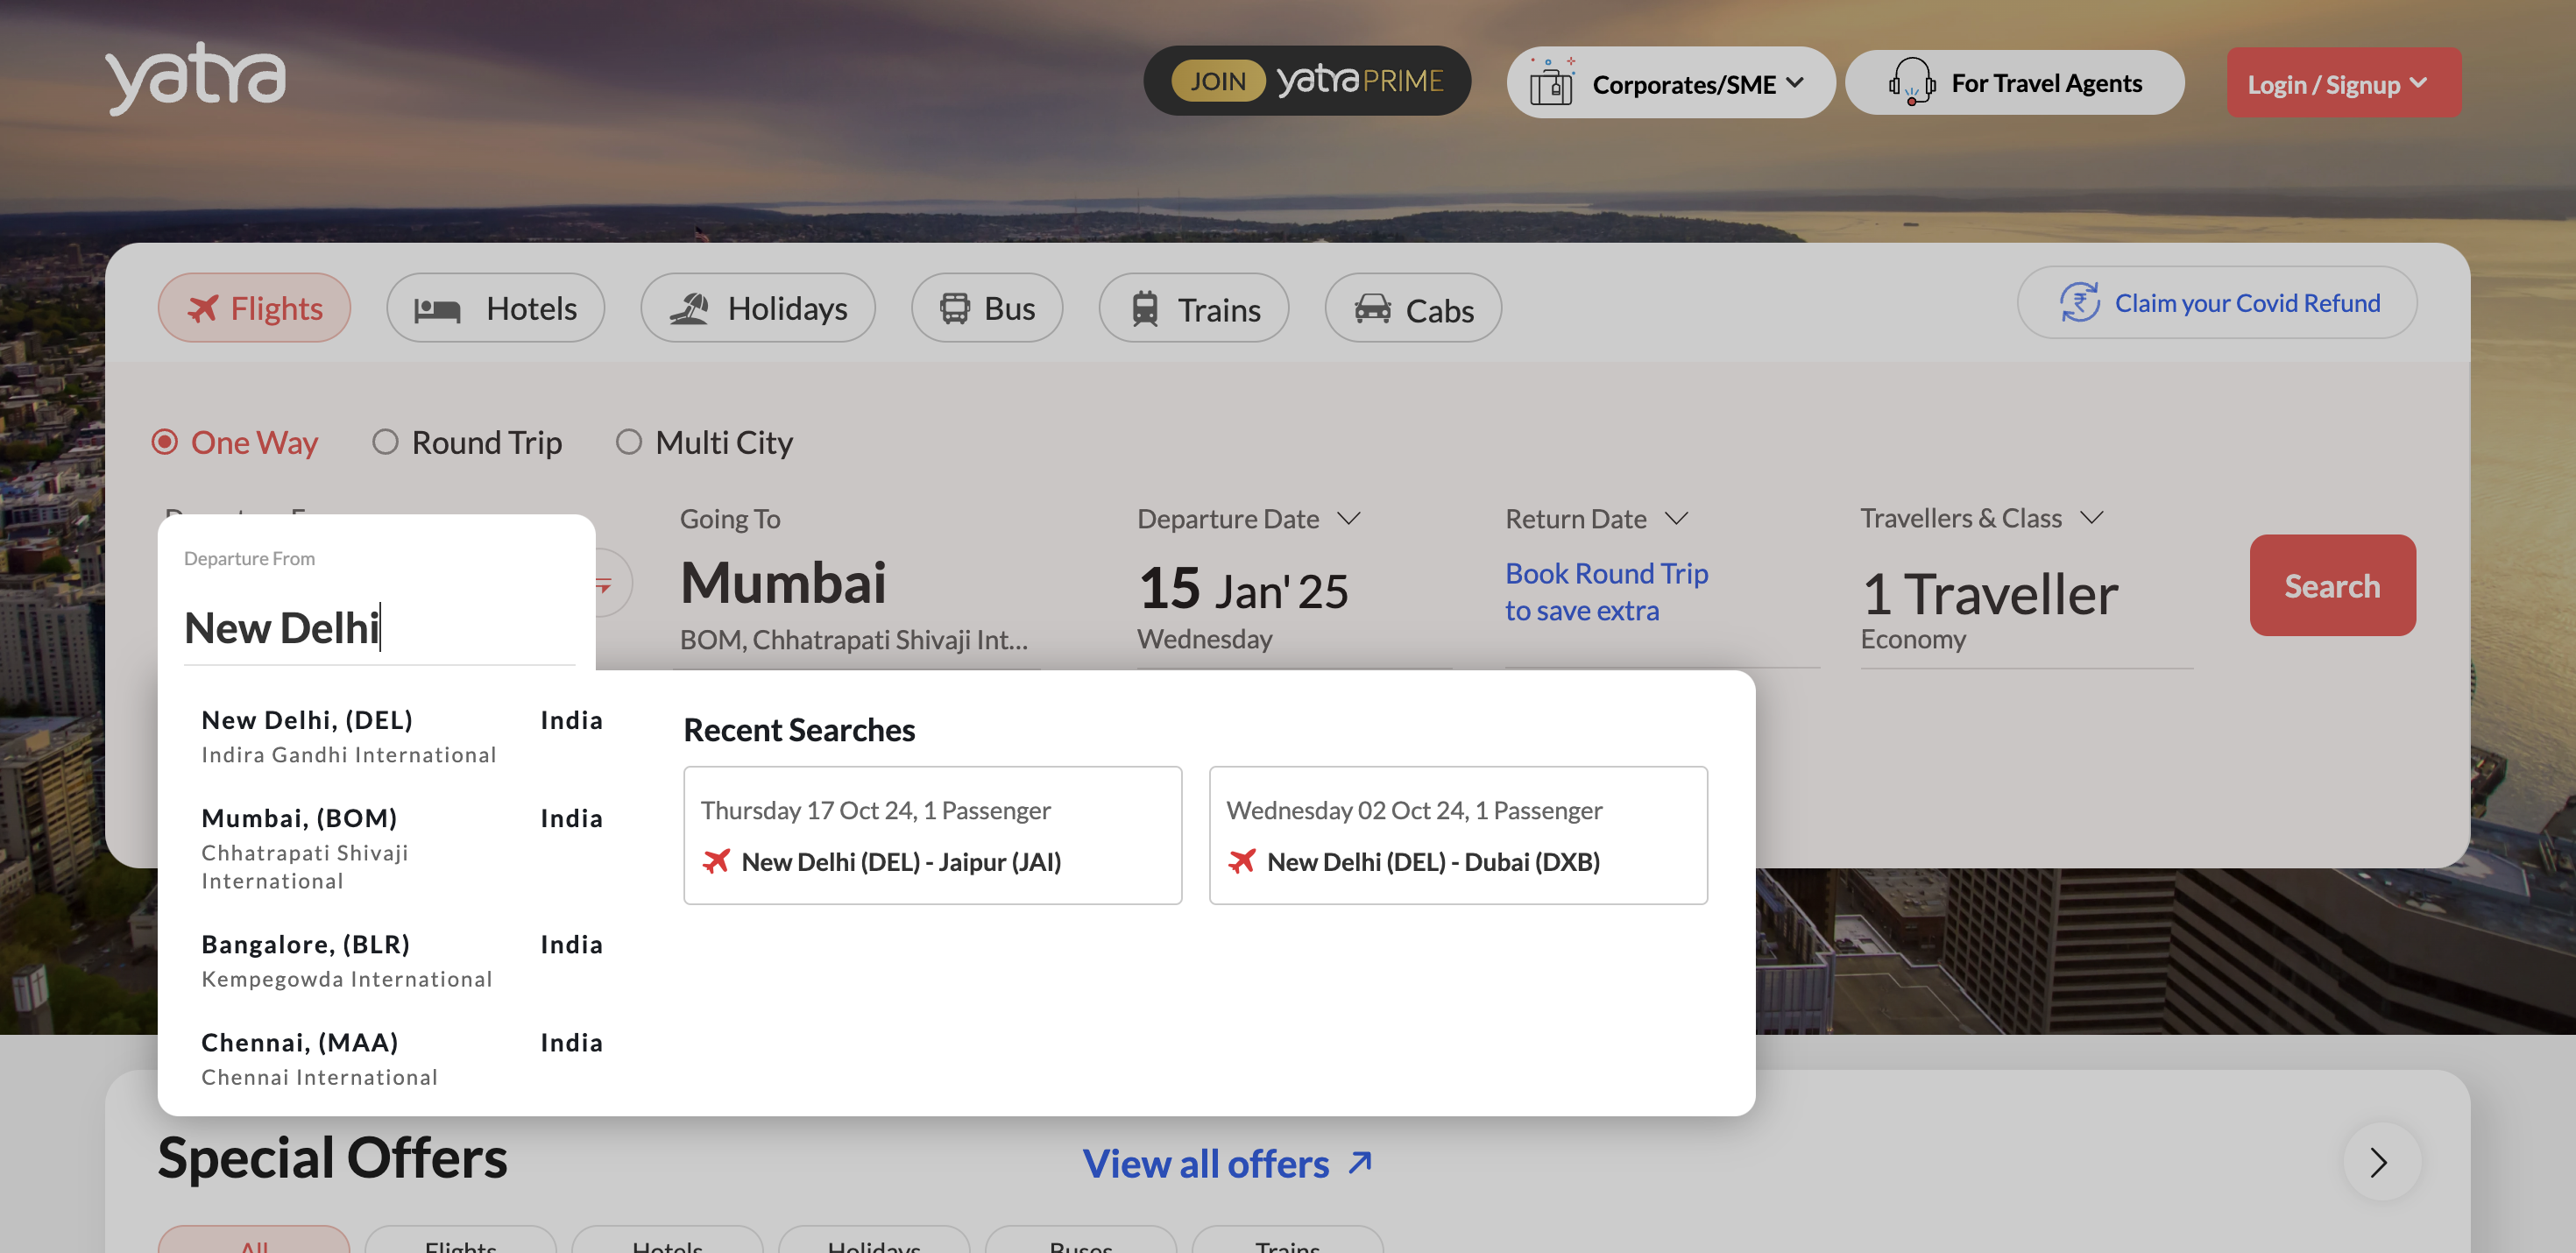 yatra
JOIN yatra PRIME
Corporates/SME
For Travel Agents
Login / Signup
Flights
Hotels
Holidays
Bus
Trains
Cabs
Claim your Covid Refund
One Way
Round Trip
Multi City
Departure From
New Delhi
Going To
Mumbai
BOM, Chhatrapati Shivaji Int...
Departure Date
15 Jan' 25
Wednesday
Return Date
Book Round Trip
to save extra
Travellers & Class
1 Traveller
Economy
Search
New Delhi, (DEL) India
Indira Gandhi International
Mumbai, (BOM) India
Chhatrapati Shivaji
International
Bangalore, (BLR) India
Kempegowda International
Chennai, (MAA) India
Chennai International
Recent Searches
Thursday 17 Oct 24, 1 Passenger
New Delhi (DEL) - Jaipur (JAI)
Wednesday 02 Oct 24, 1 Passenger
New Delhi (DEL) - Dubai (DXB)
Special Offers
View all offers
All
Flights
Hotels
Holidays
Buses
Trains